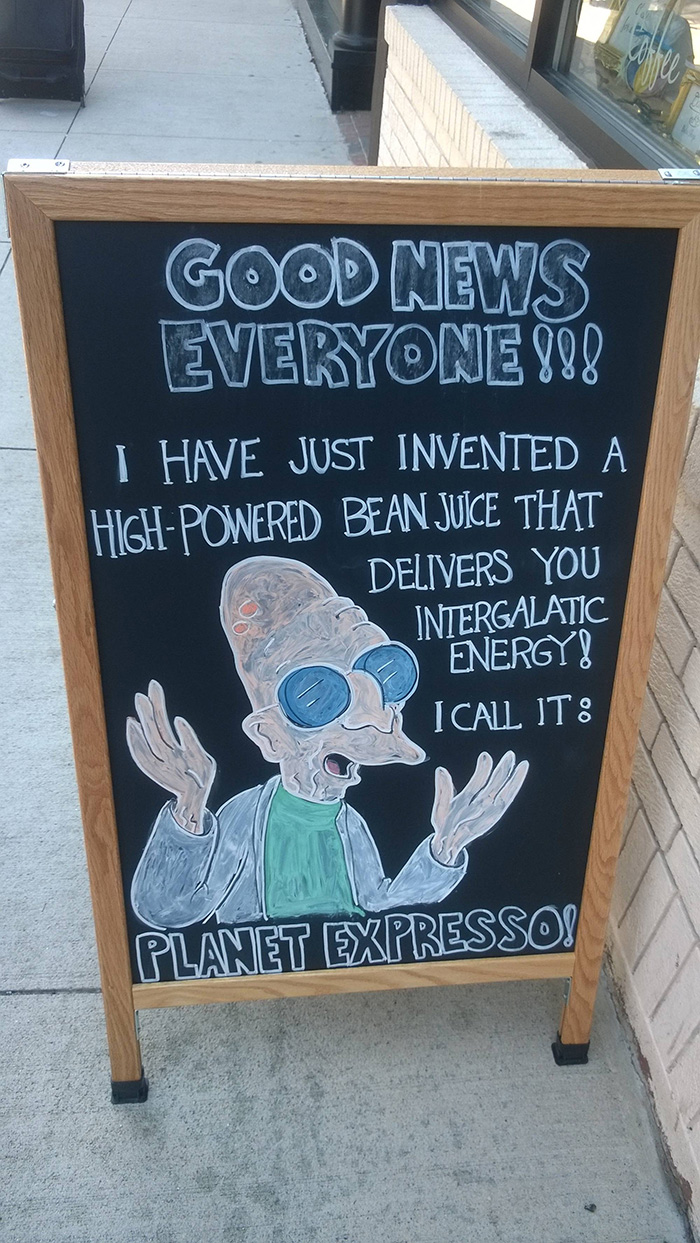 Coffee
GOOD NEWS
EVERYONE!!!
I HAVE JUST INVENTED A
HIGH-POWERED BEAN JUICE THAT
DELIVERS YOU
INTERGALATIC
ENERGY!
I CALL IT:
PLANET EXPRESSO!